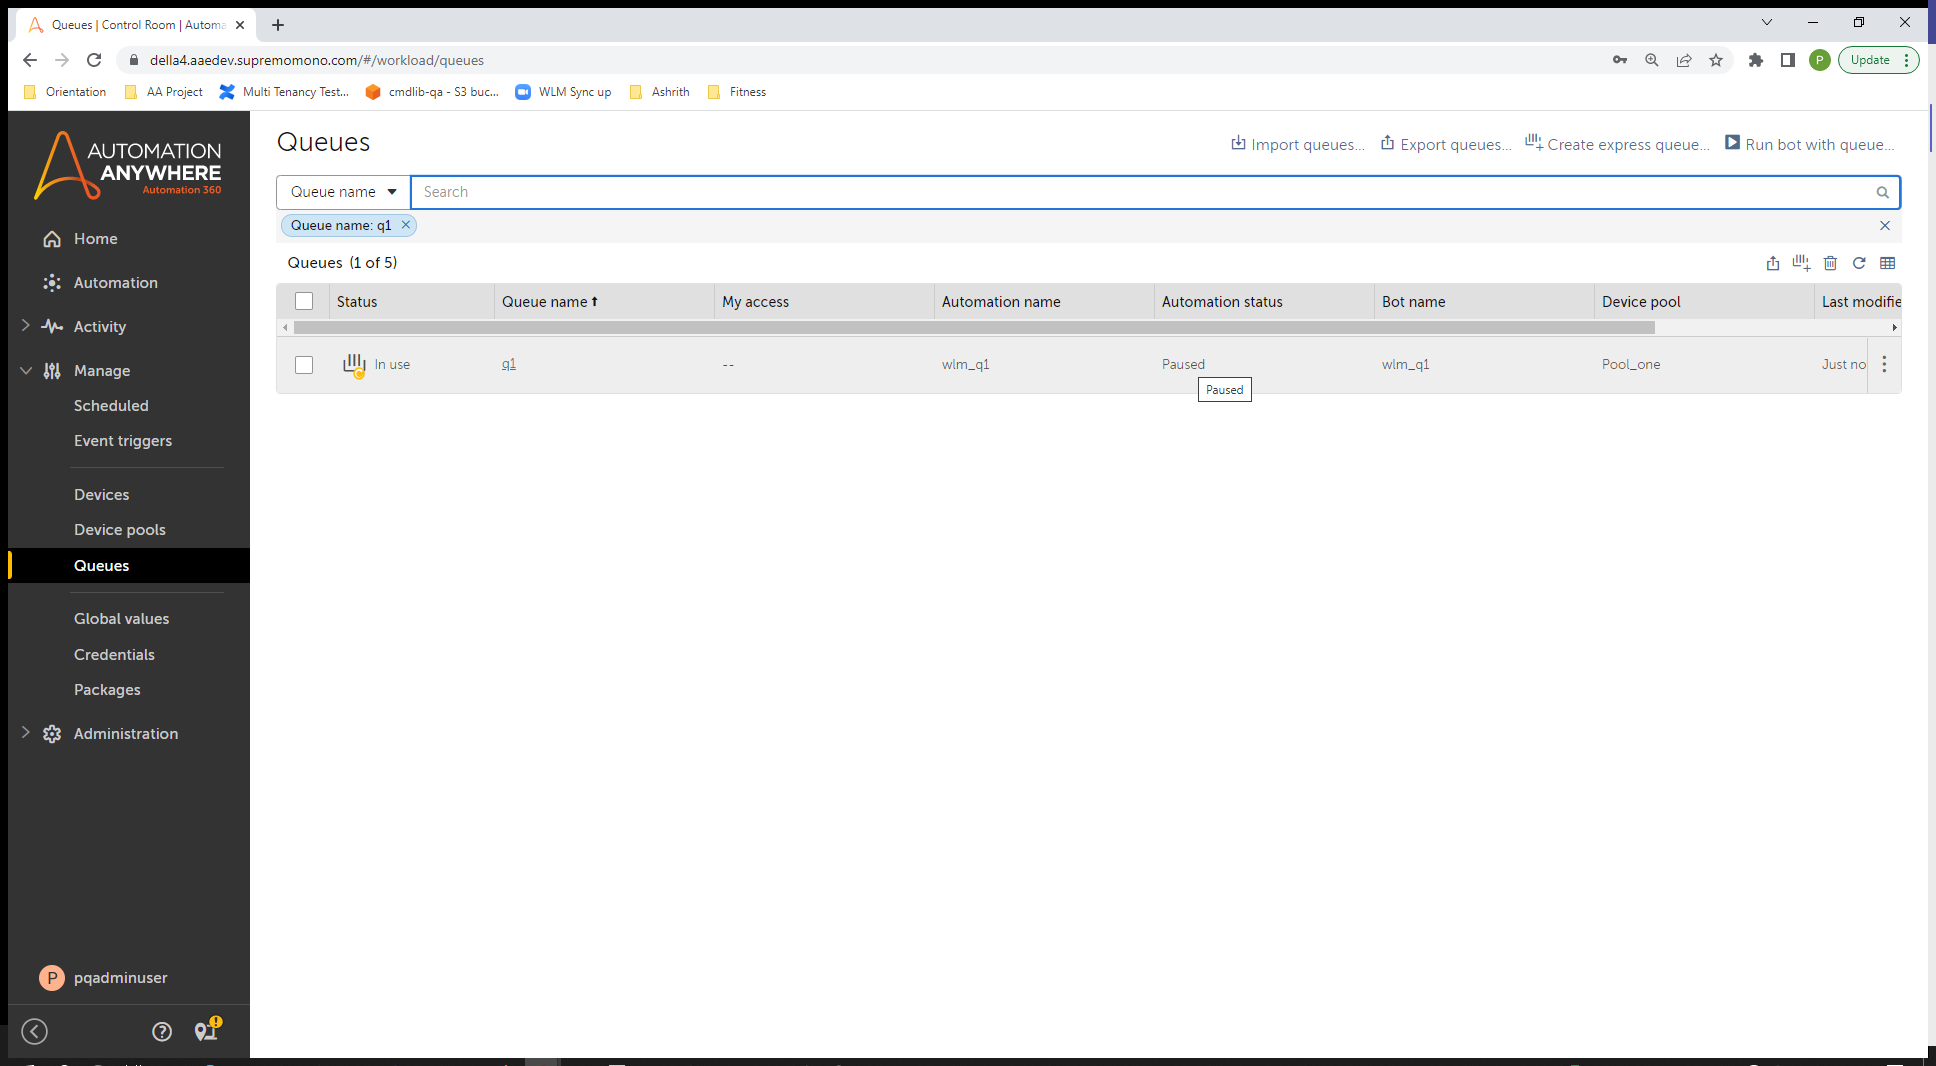 Queues | Control Room | Automa
della4.aaedev.supremomono.com/#/workload/queues
P
Update
Orientation
AA Project
Multi Tenancy Test...
cmdlib-qa - S3 buc...
WLM Sync up
Ashrith
Fitness
AUTOMATION
ANYWHERE
Automation 360
Home
Automation
Activity
Manage
Scheduled
Event triggers
Devices
Device pools
Queues
Global values
Credentials
Packages
Administration
P pqadminuser
Queues
Import queues...
Export queues...
Create express queue...
Run bot with queue...
Queue name
Search
Queue name: q1
Queues (1 of 5)
Status Queue name My access Automation name Automation status Bot name Device pool Last modifie
In use q1 -- wlm_q1 Paused wlm_q1 Pool_one Just no
Paused